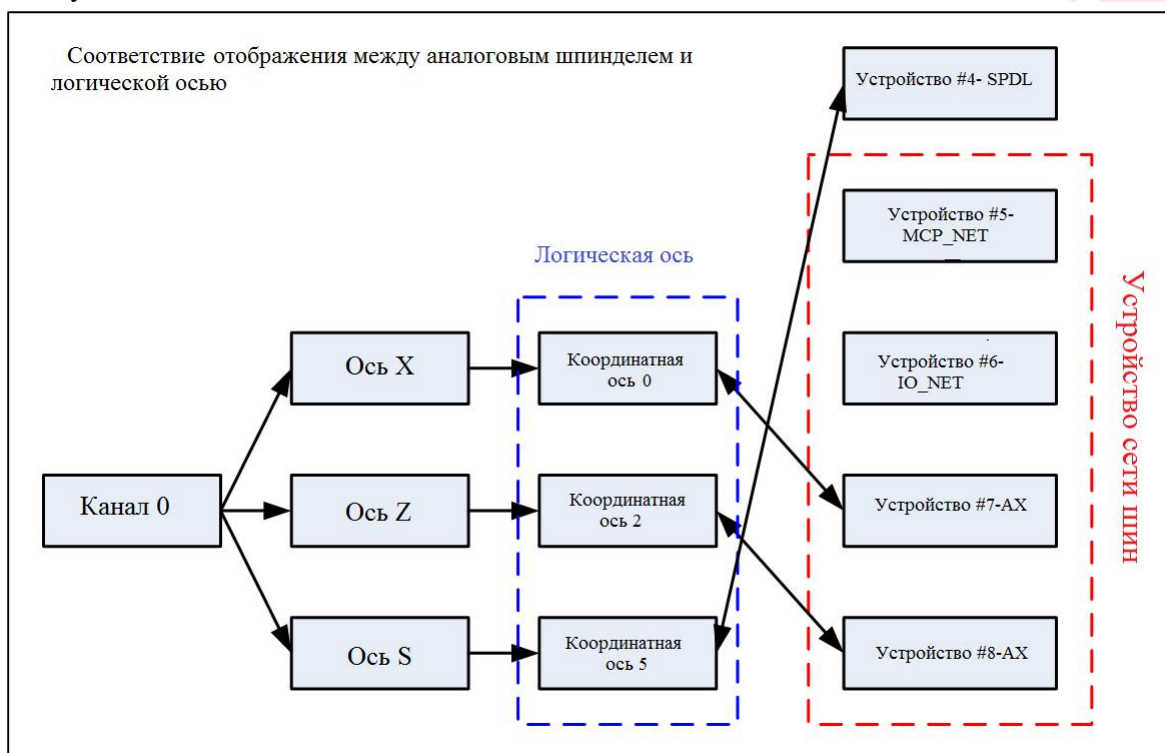 Соответствие отображения между аналоговым шпинделем и
логической осью
Устройство #4- SPDL
Устройство #5-
MCP_NET
Логическая ось
Устройство сети шин
Ось X
Координатная
ось 0
Устройство #6-
IO_NET
Канал 0
Ось Z
Координатная
ось 2
Устройство #7-AX
Ось S
Координатная
ось 5
Устройство #8-AX